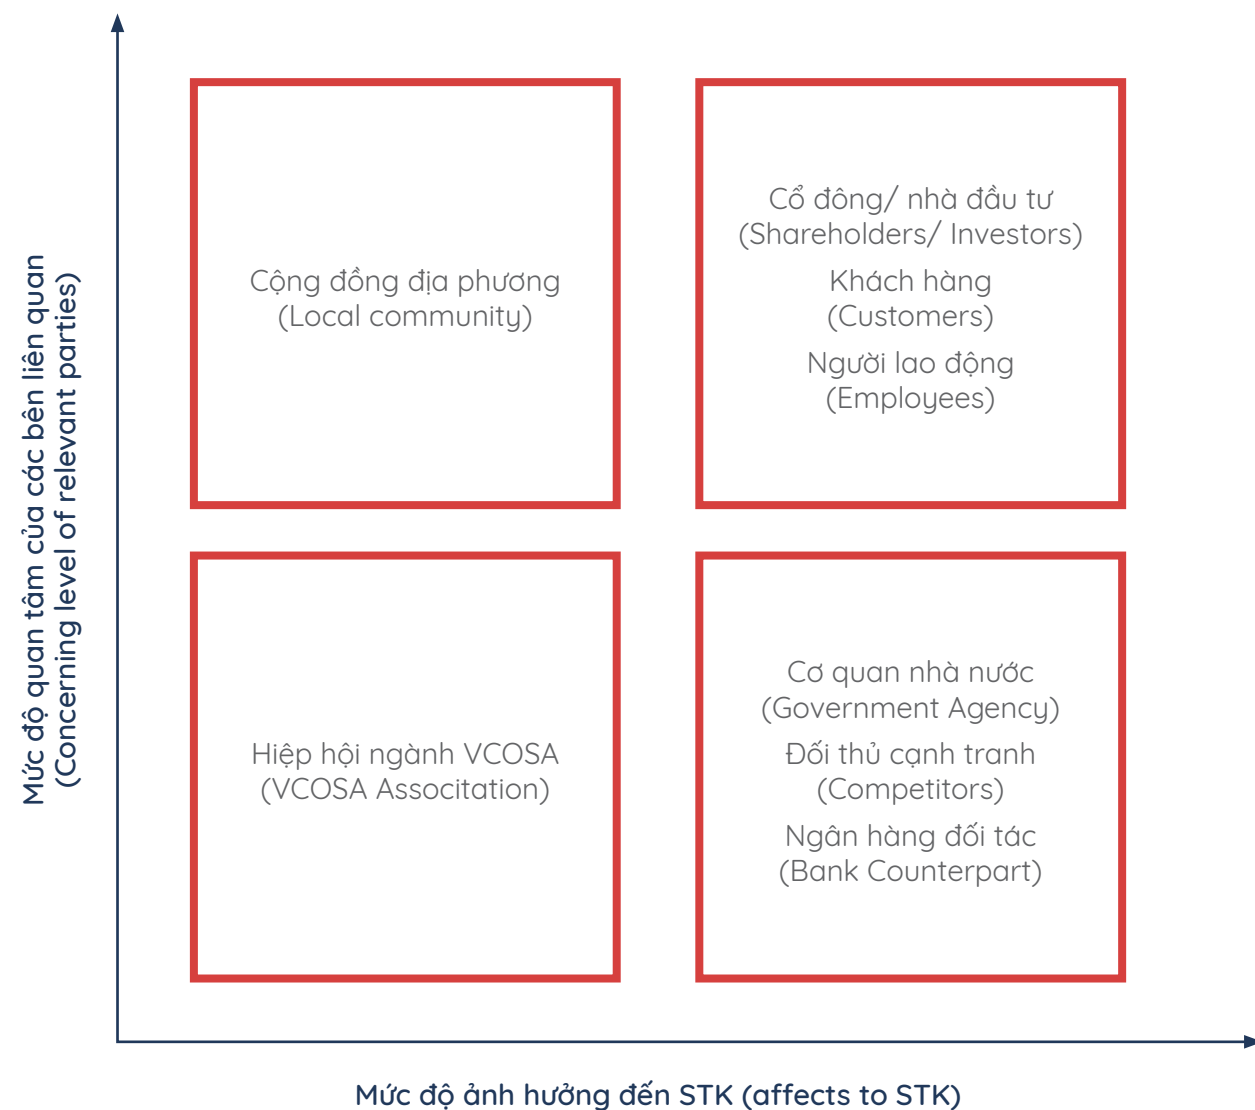 Mức độ quan tâm của các bên liên quan
(Concerning level of relevant parties)
Cộng đồng địa phương
(Local community)
Cổ đông/ nhà đầu tư
(Shareholders/ Investors)
Khách hàng
(Customers)
Người lao động
(Employees)
Hiệp hội ngành VCOSA
(VCOSA Associtation)
Cơ quan nhà nước
(Government Agency)
Đối thủ cạnh tranh
(Competitors)
Ngân hàng đối tác
(Bank Counterpart)
Mức độ ảnh hưởng đến STK (affects to STK)